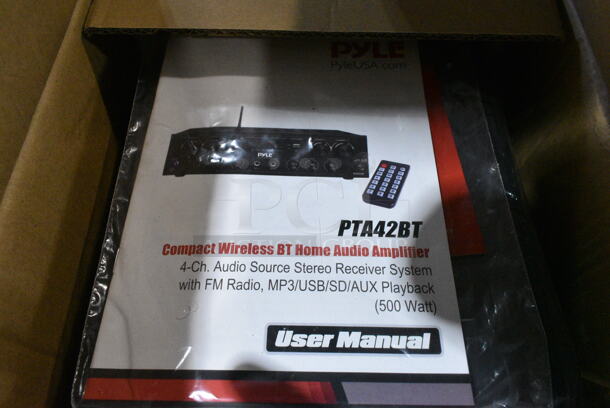 PYLE
PyleUSA.com
PYLE
PTA42BT
Compact Wireless BT Home Audio Amplifier
4-Ch. Audio Source Stereo Receiver System
with FM Radio, MP3/USB/SD/AUX Playback
(500 Watt)
User Manual